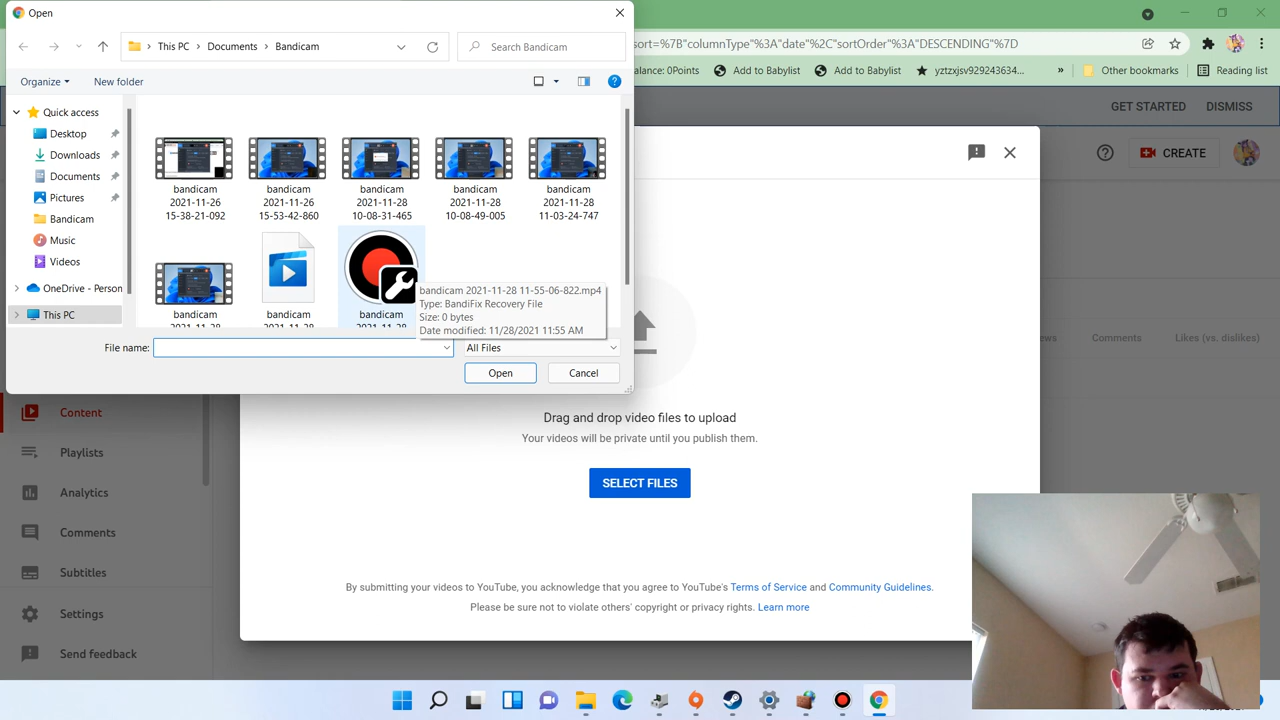 Open
This PC > Documents > Bandicam
Search Bandicam
sort=%7B"columnType"%3A"date"%2C"sortOrder"%3A"DESCENDING"%7D
Organize
New folder
alance: 0Points
Add to Babylist
Add to Babylist
yztzxjsv929243634...
»
Other bookmarks
Reading list
GET STARTED
DISMISS
Quick access
Desktop
Downloads
Documents
Pictures
Bandicam
Music
Videos
OneDrive - Person
This PC
bandicam
2021-11-26
15-38-21-092
bandicam
2021-11-26
15-53-42-860
bandicam
2021-11-28
10-08-31-465
bandicam
2021-11-28
10-08-49-005
bandicam
2021-11-28
11-03-24-747
bandicam
bandicam
bandicam
2021-11-28
bandicam 2021-11-28 11-55-06-822.mp4
Type: BandiFix Recovery File
Size: 0 bytes
Date modified: 11/28/2021 11:55 AM
File name:
All Files
Open
Cancel
CREATE
ews
Comments
Likes (vs. dislikes)
Content
Playlists
Analytics
Comments
Subtitles
Settings
Send feedback
Drag and drop video files to upload
Your videos will be private until you publish them.
SELECT FILES
By submitting your videos to YouTube, you acknowledge that you agree to YouTube's Terms of Service and Community Guidelines.
Please be sure not to violate others' copyright or privacy rights. Learn more